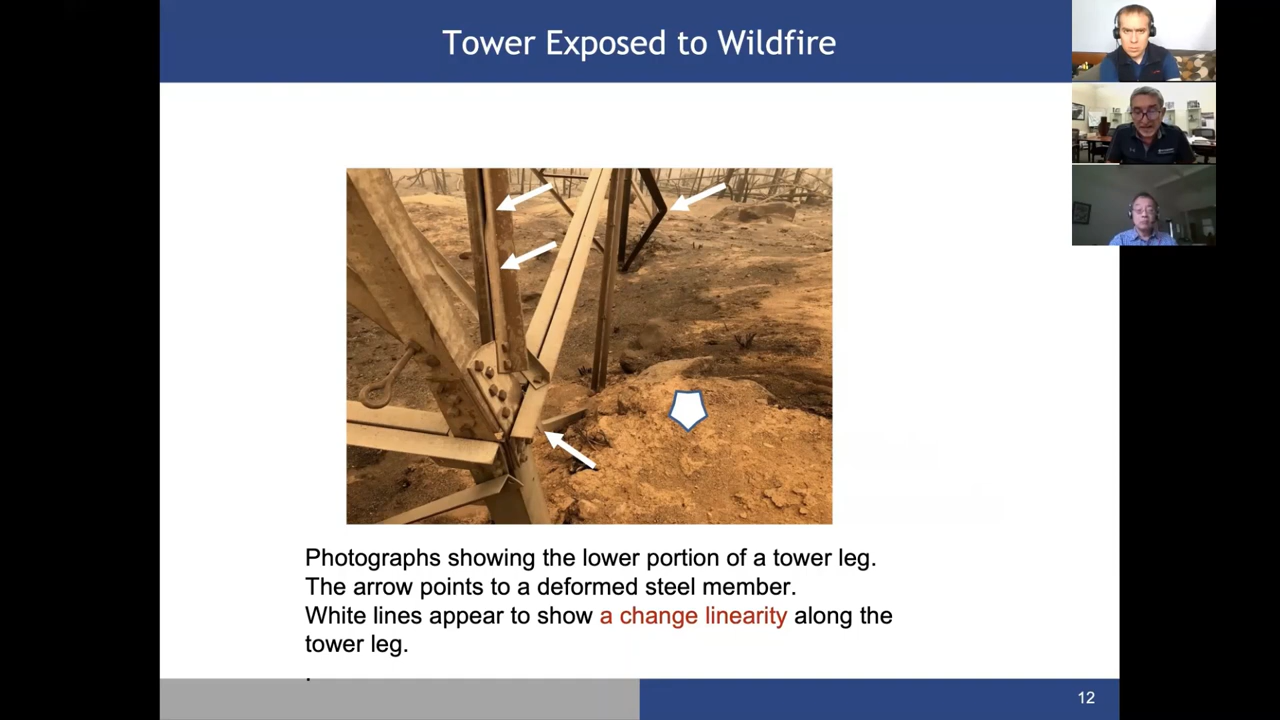 Tower Exposed to Wildfire
Photographs showing the lower portion of a tower leg.
The arrow points to a deformed steel member.
White lines appear to show a change linearity along the
tower leg.
.
12